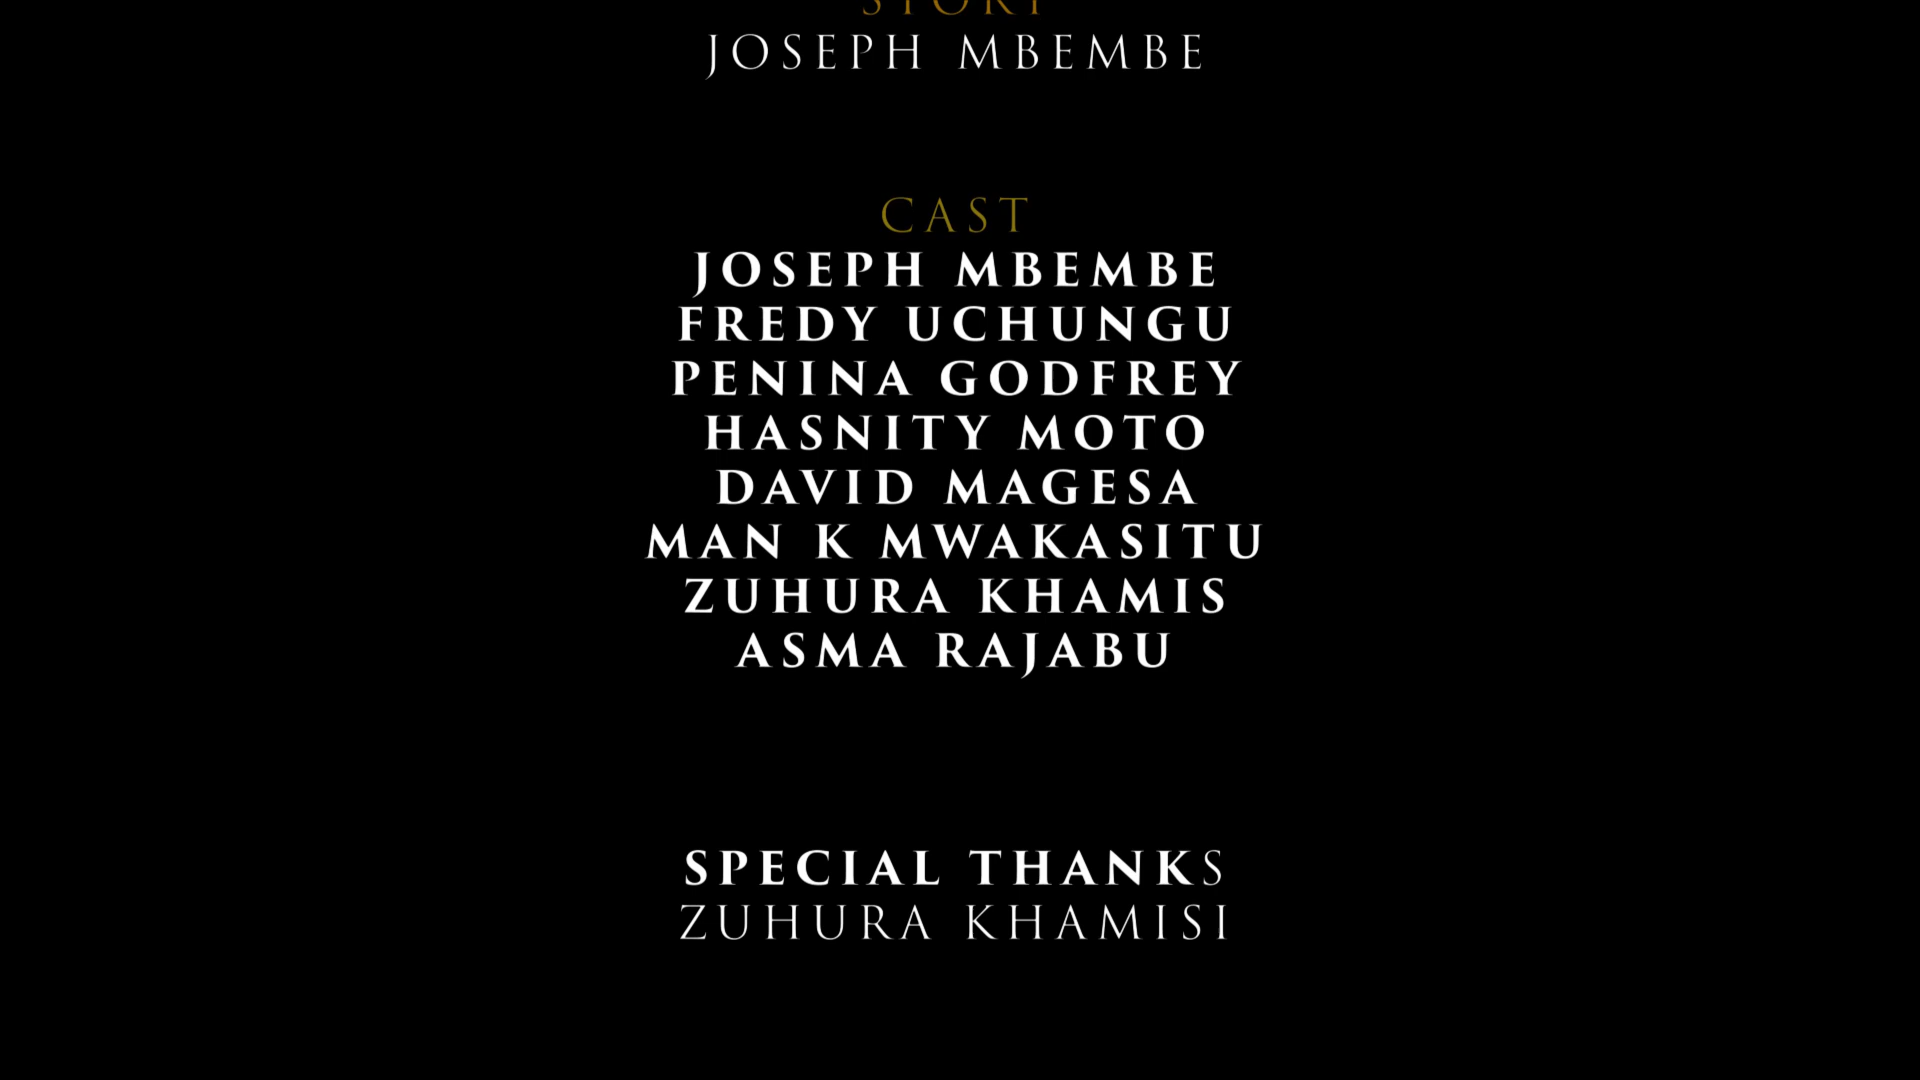 STORY
JOSEPH MBEMBE
CAST
JOSEPH MBEMBE
FREDY UCHUNGU
PENINA GODFREY
HASNITY MOTO
DAVID MAGESA
MAN K MWAKASITU
ZUHURA KHAMIS
ASMA RAJABU
SPECIAL THANKS
ZUHURA KHAMISI